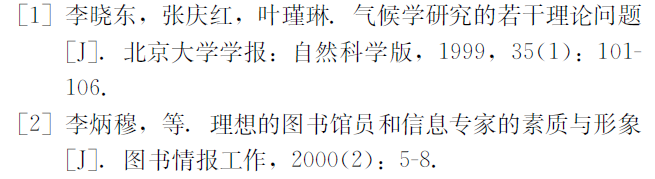 [1] 李晓东，张庆红，叶瑾琳. 气候学研究的若干理论问题
[J]. 北京大学学报：自然科学版，1999，35(1)：101-
106.
[2] 李炳穆，等. 理想的图书馆员和信息专家的素质与形象
[J]. 图书情报工作，2000(2)：5-8.